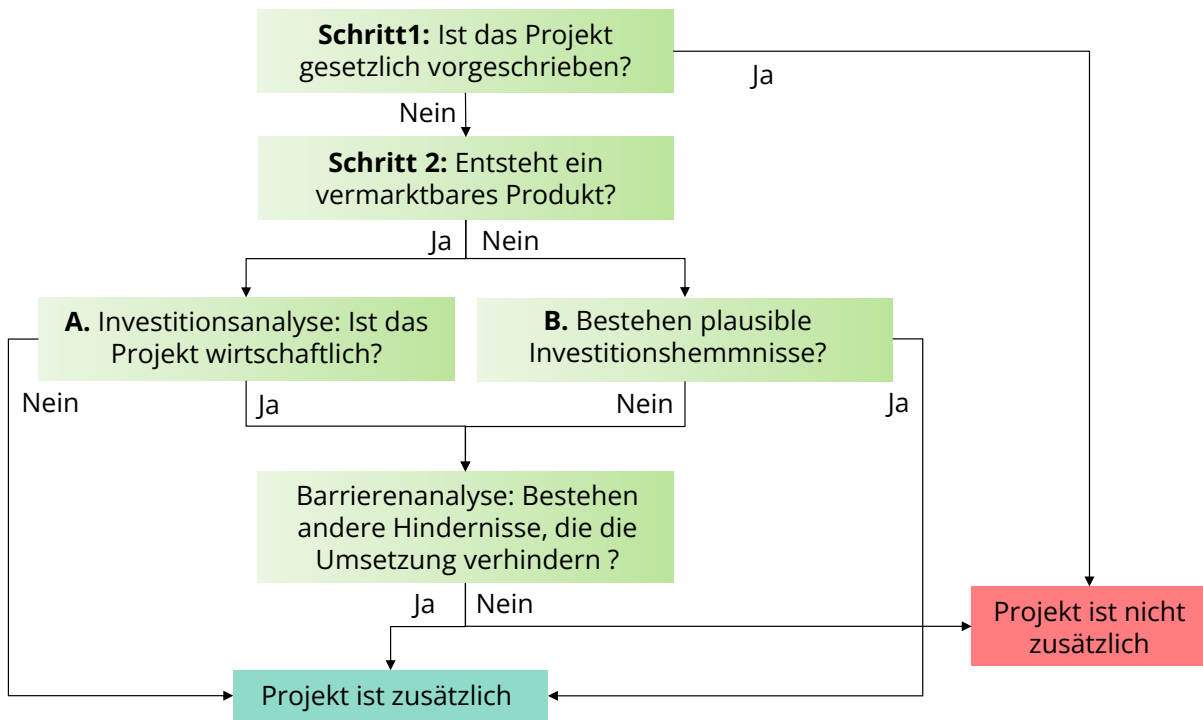 Schritt1: Ist das Projekt
gesetzlich vorgeschrieben?
Ja
Nein
Schritt 2: Entsteht ein
vermarktbares Produkt?
Ja
Nein
A. Investitionsanalyse: Ist das
Projekt wirtschaftlich?
B. Bestehen plausible
Investitionshemmnisse?
Nein
Ja
Nein
Ja
Barrierenanalyse: Bestehen
andere Hindernisse, die die
Umsetzung verhindern ?
Ja
Nein
Projekt ist nicht
zusätzlich
Projekt ist zusätzlich